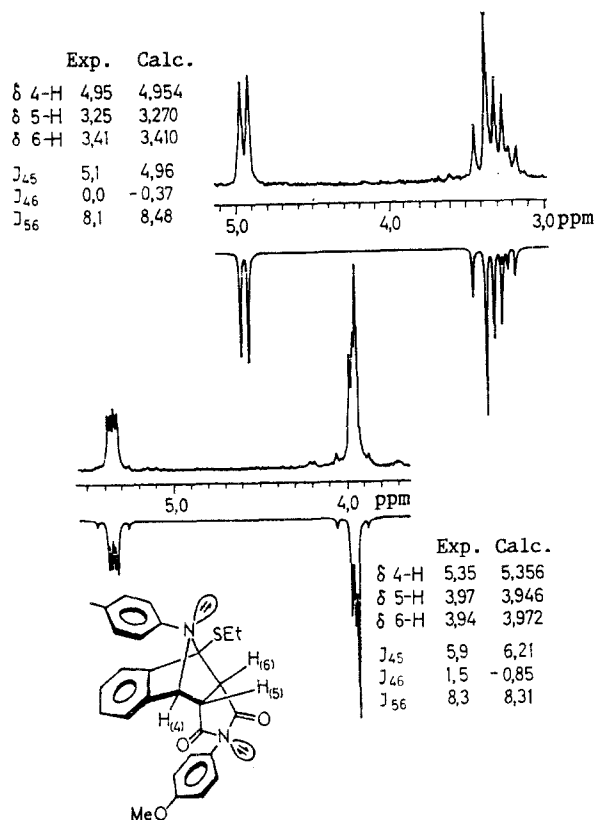 Exp. Calc.
δ 4-H 4,95 4,954
δ 5-H 3,25 3,270
δ 6-H 3,41 3,410
J45 5,1 4,96
J46 0,0 -0,37
J56 8,1 8,48
5,0 4,0 3,0 ppm
5,0 4,0 ppm
Exp. Calc.
δ 4-H 5,35 5,356
δ 5-H 3,97 3,946
δ 6-H 3,94 3,972
J45 5,9 6,21
J46 1,5 -0,85
J56 8,3 8,31
N
SEt
H(6)
H(5)
H(4)
O
N
O
MeO